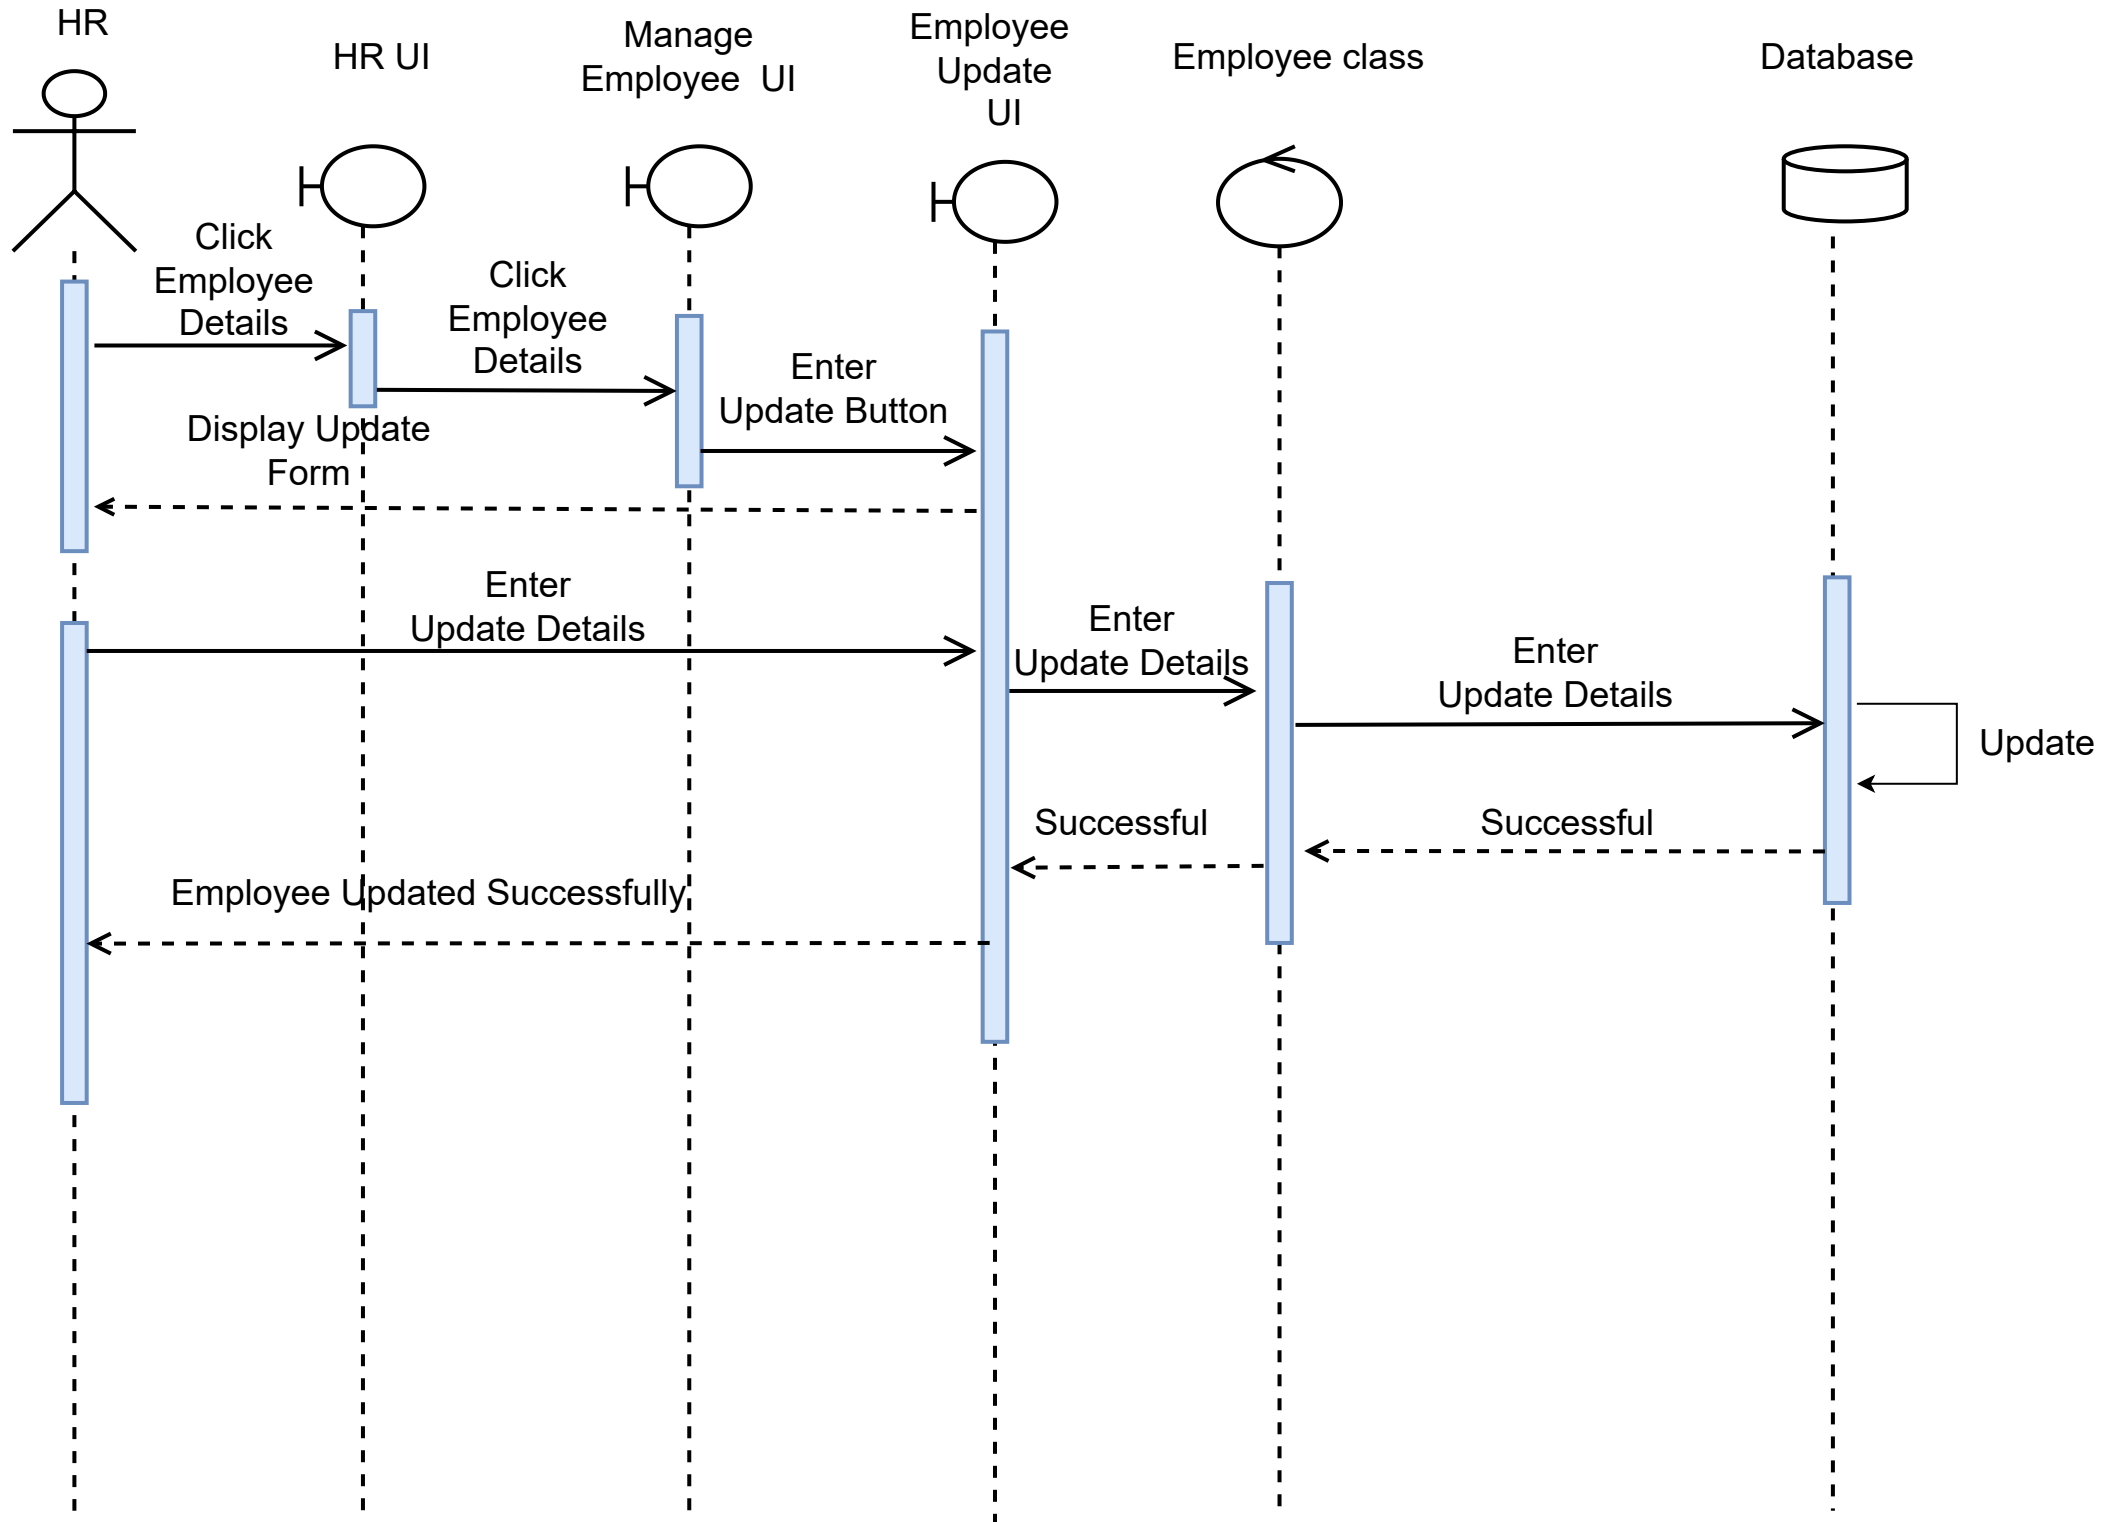 HR
HR UI
Manage
Employee  UI
Employee
Update
UI
Employee class
Database
Click
Employee
Details
Click
Employee
Details
Enter
Update Button
Display Update
Form
Enter
Update Details
Enter
Update Details
Enter
Update Details
Update
Successful
Successful
Employee Updated Successfully